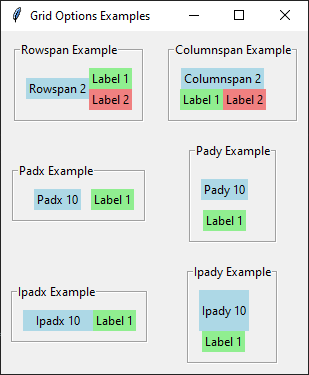 Grid Options Examples
Rowspan Example
Rowspan 2
Label 1
Label 2
Columnspan Example
Columnspan 2
Label 1 Label 2
Padx Example
Padx 10 Label 1
Pady Example
Pady 10
Label 1
Ipadx Example
Ipadx 10 Label 1
Ipady Example
Ipady 10
Label 1